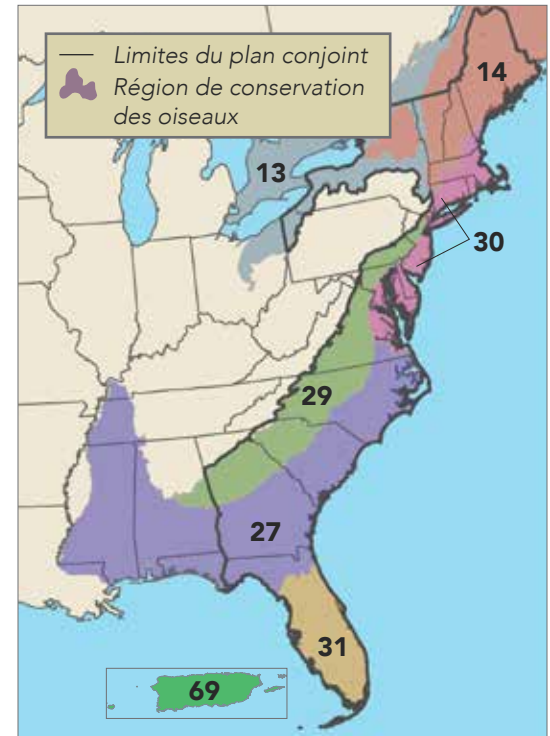 Limites du plan conjoint
Région de conservation
des oiseaux
14
13
30
29
27
31
69